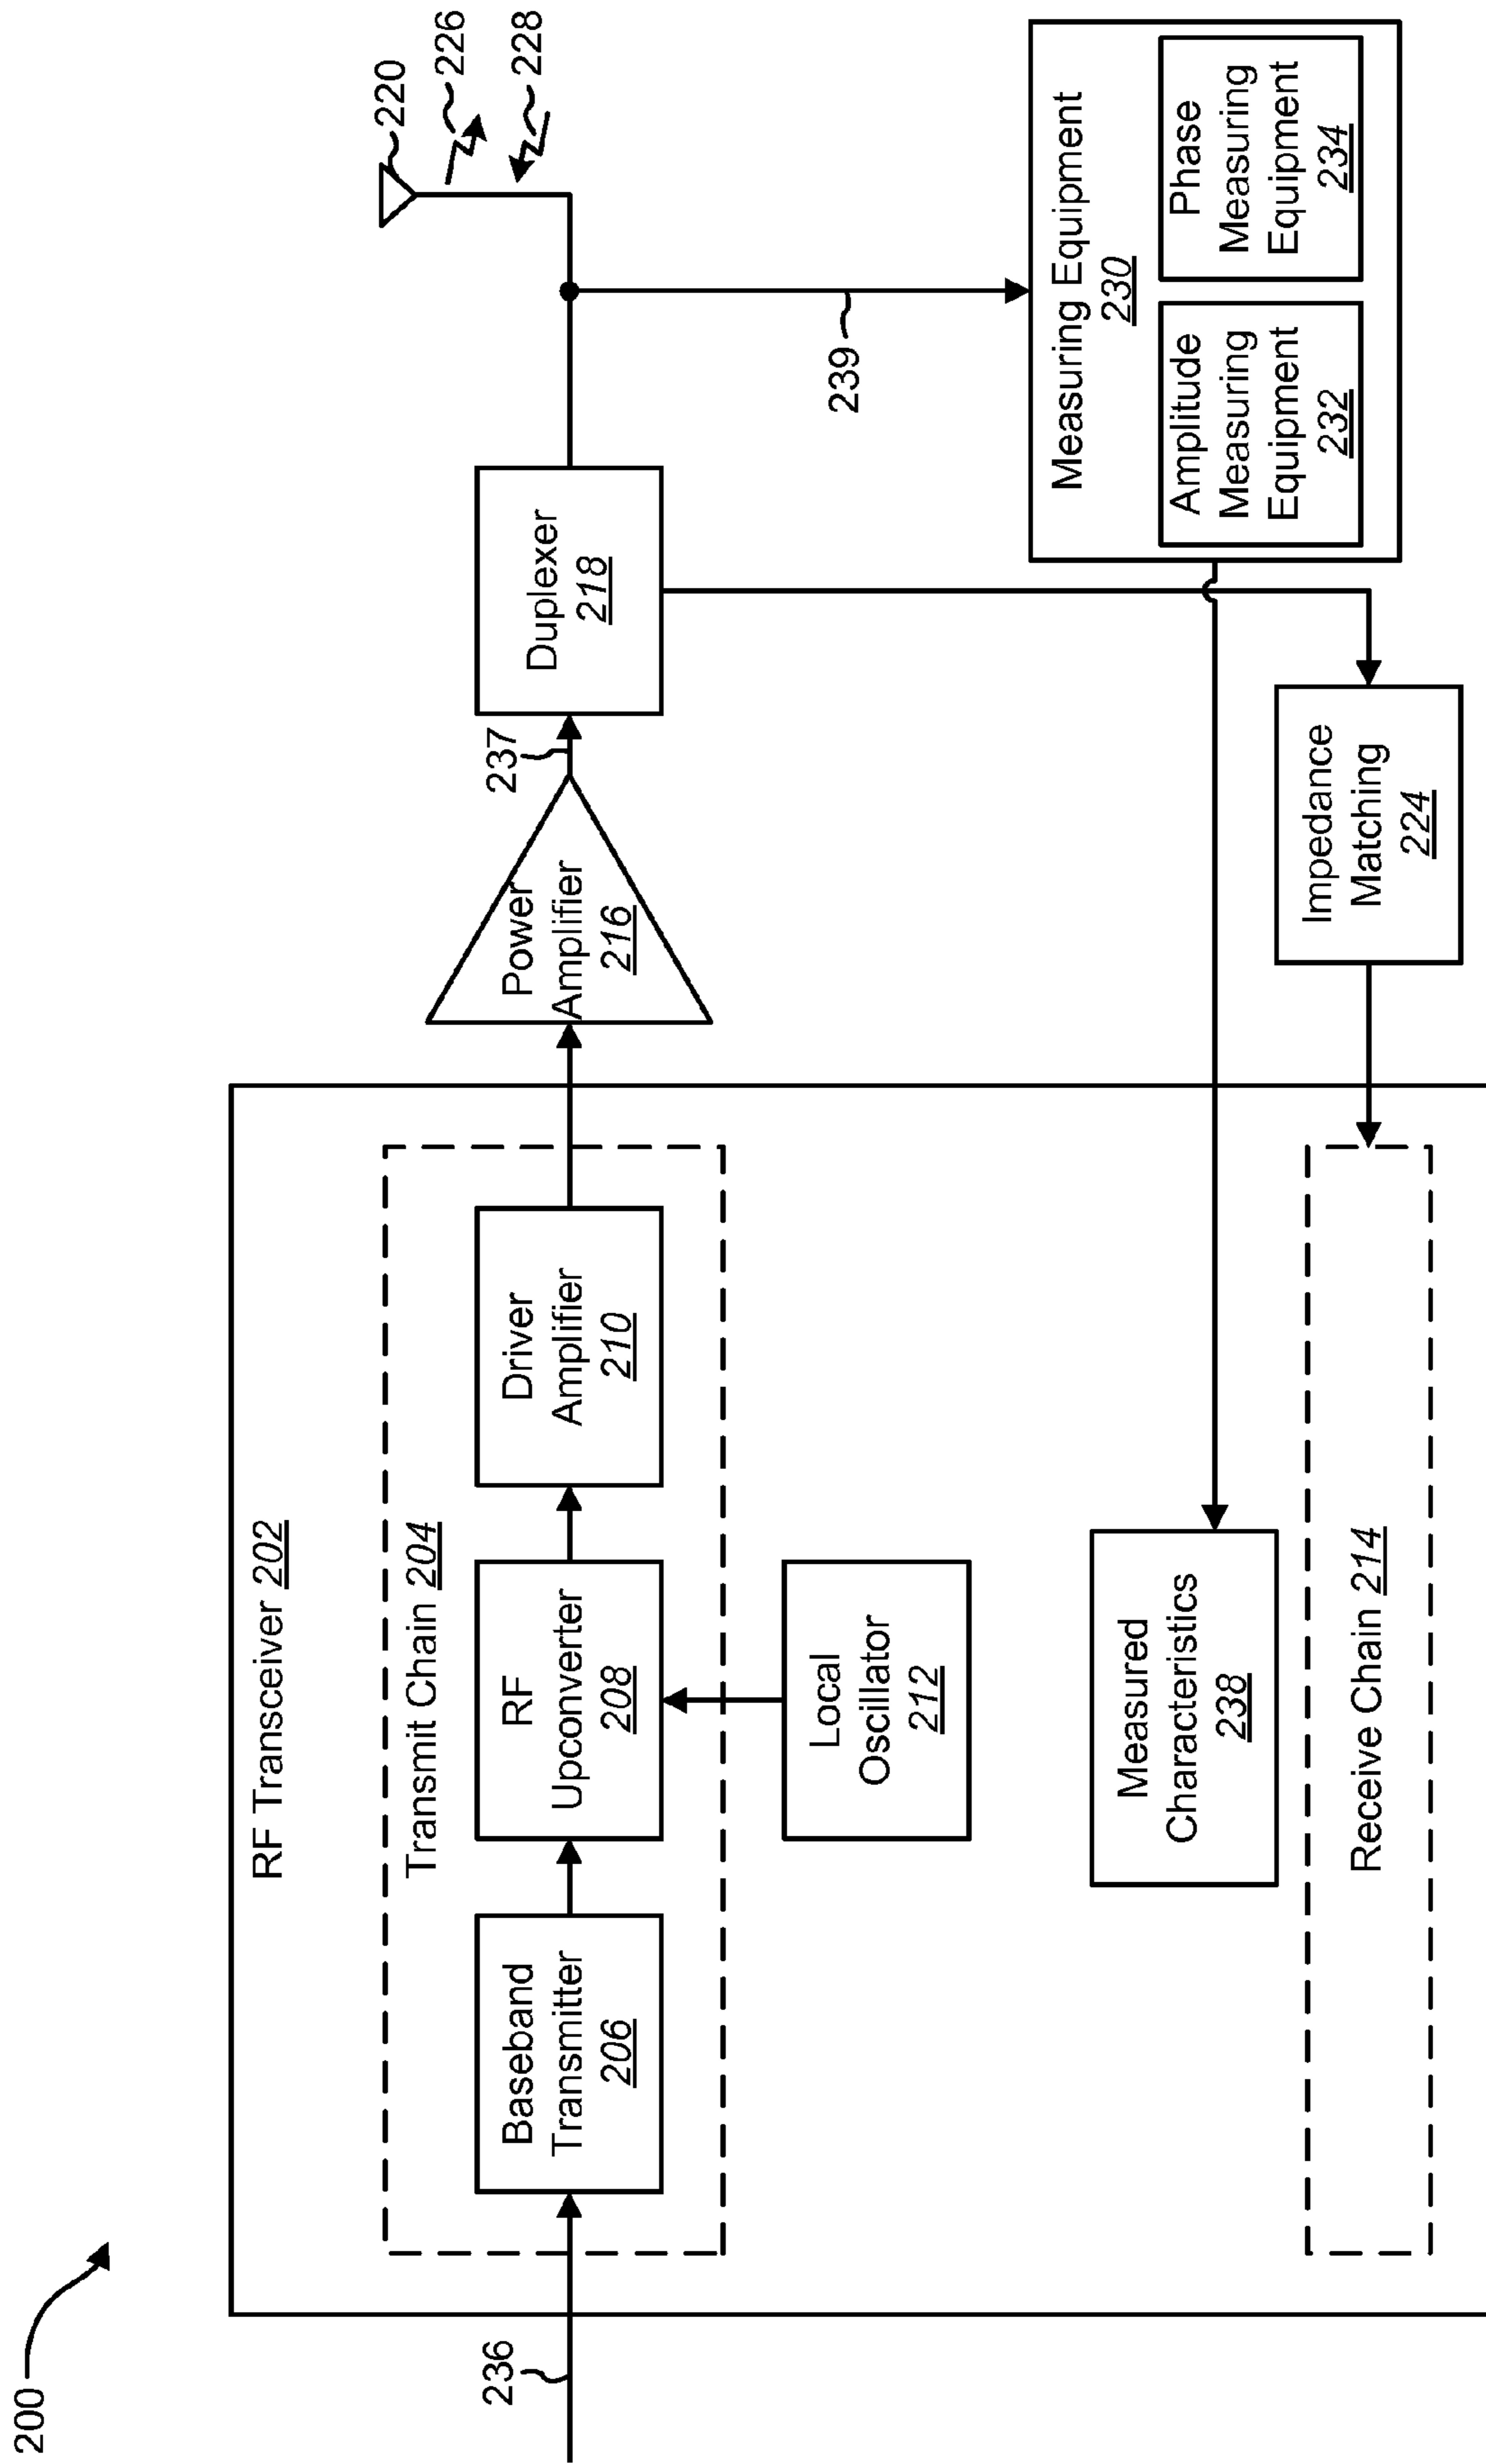 200
RF Transceiver 202
Transmit Chain 204
236
Baseband
Transmitter
206
RF
Upconverter
208
Driver
Amplifier
210
Local
Oscillator
212
Power
Amplifier
216
237
Duplexer
218
220
226
228
239
Measuring Equipment
230
Amplitude
Measuring
Equipment
232
Phase
Measuring
Equipment
234
Measured
Characteristics
238
Impedance
Matching
224
Receive Chain 214